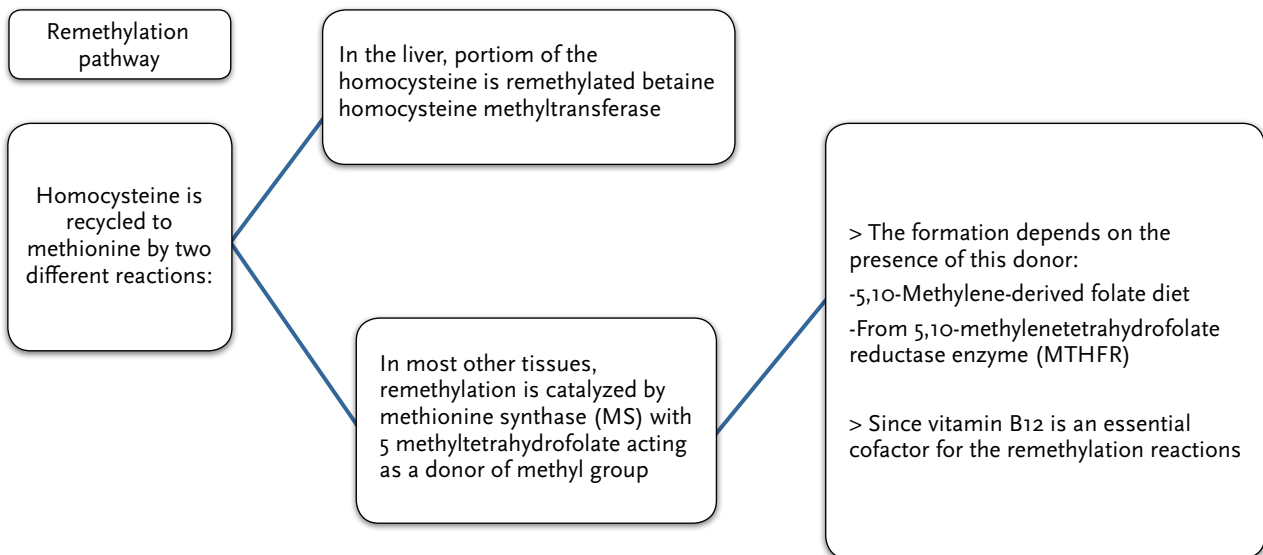 Remethylation
pathway
Homocysteine is
recycled to
methionine by two
different reactions:
In the liver, portiom of the
homocysteine is remethylated betaine
homocysteine methyltransferase
In most other tissues,
remethylation is catalyzed by
methionine synthase (MS) with
5 methyltetrahydrofolate acting
as a donor of methyl group
> The formation depends on the
presence of this donor:
-5,10-Methylene-derived folate diet
-From 5,10-methylenetetrahydrofolate
reductase enzyme (MTHFR)
> Since vitamin B12 is an essential
cofactor for the remethylation reactions